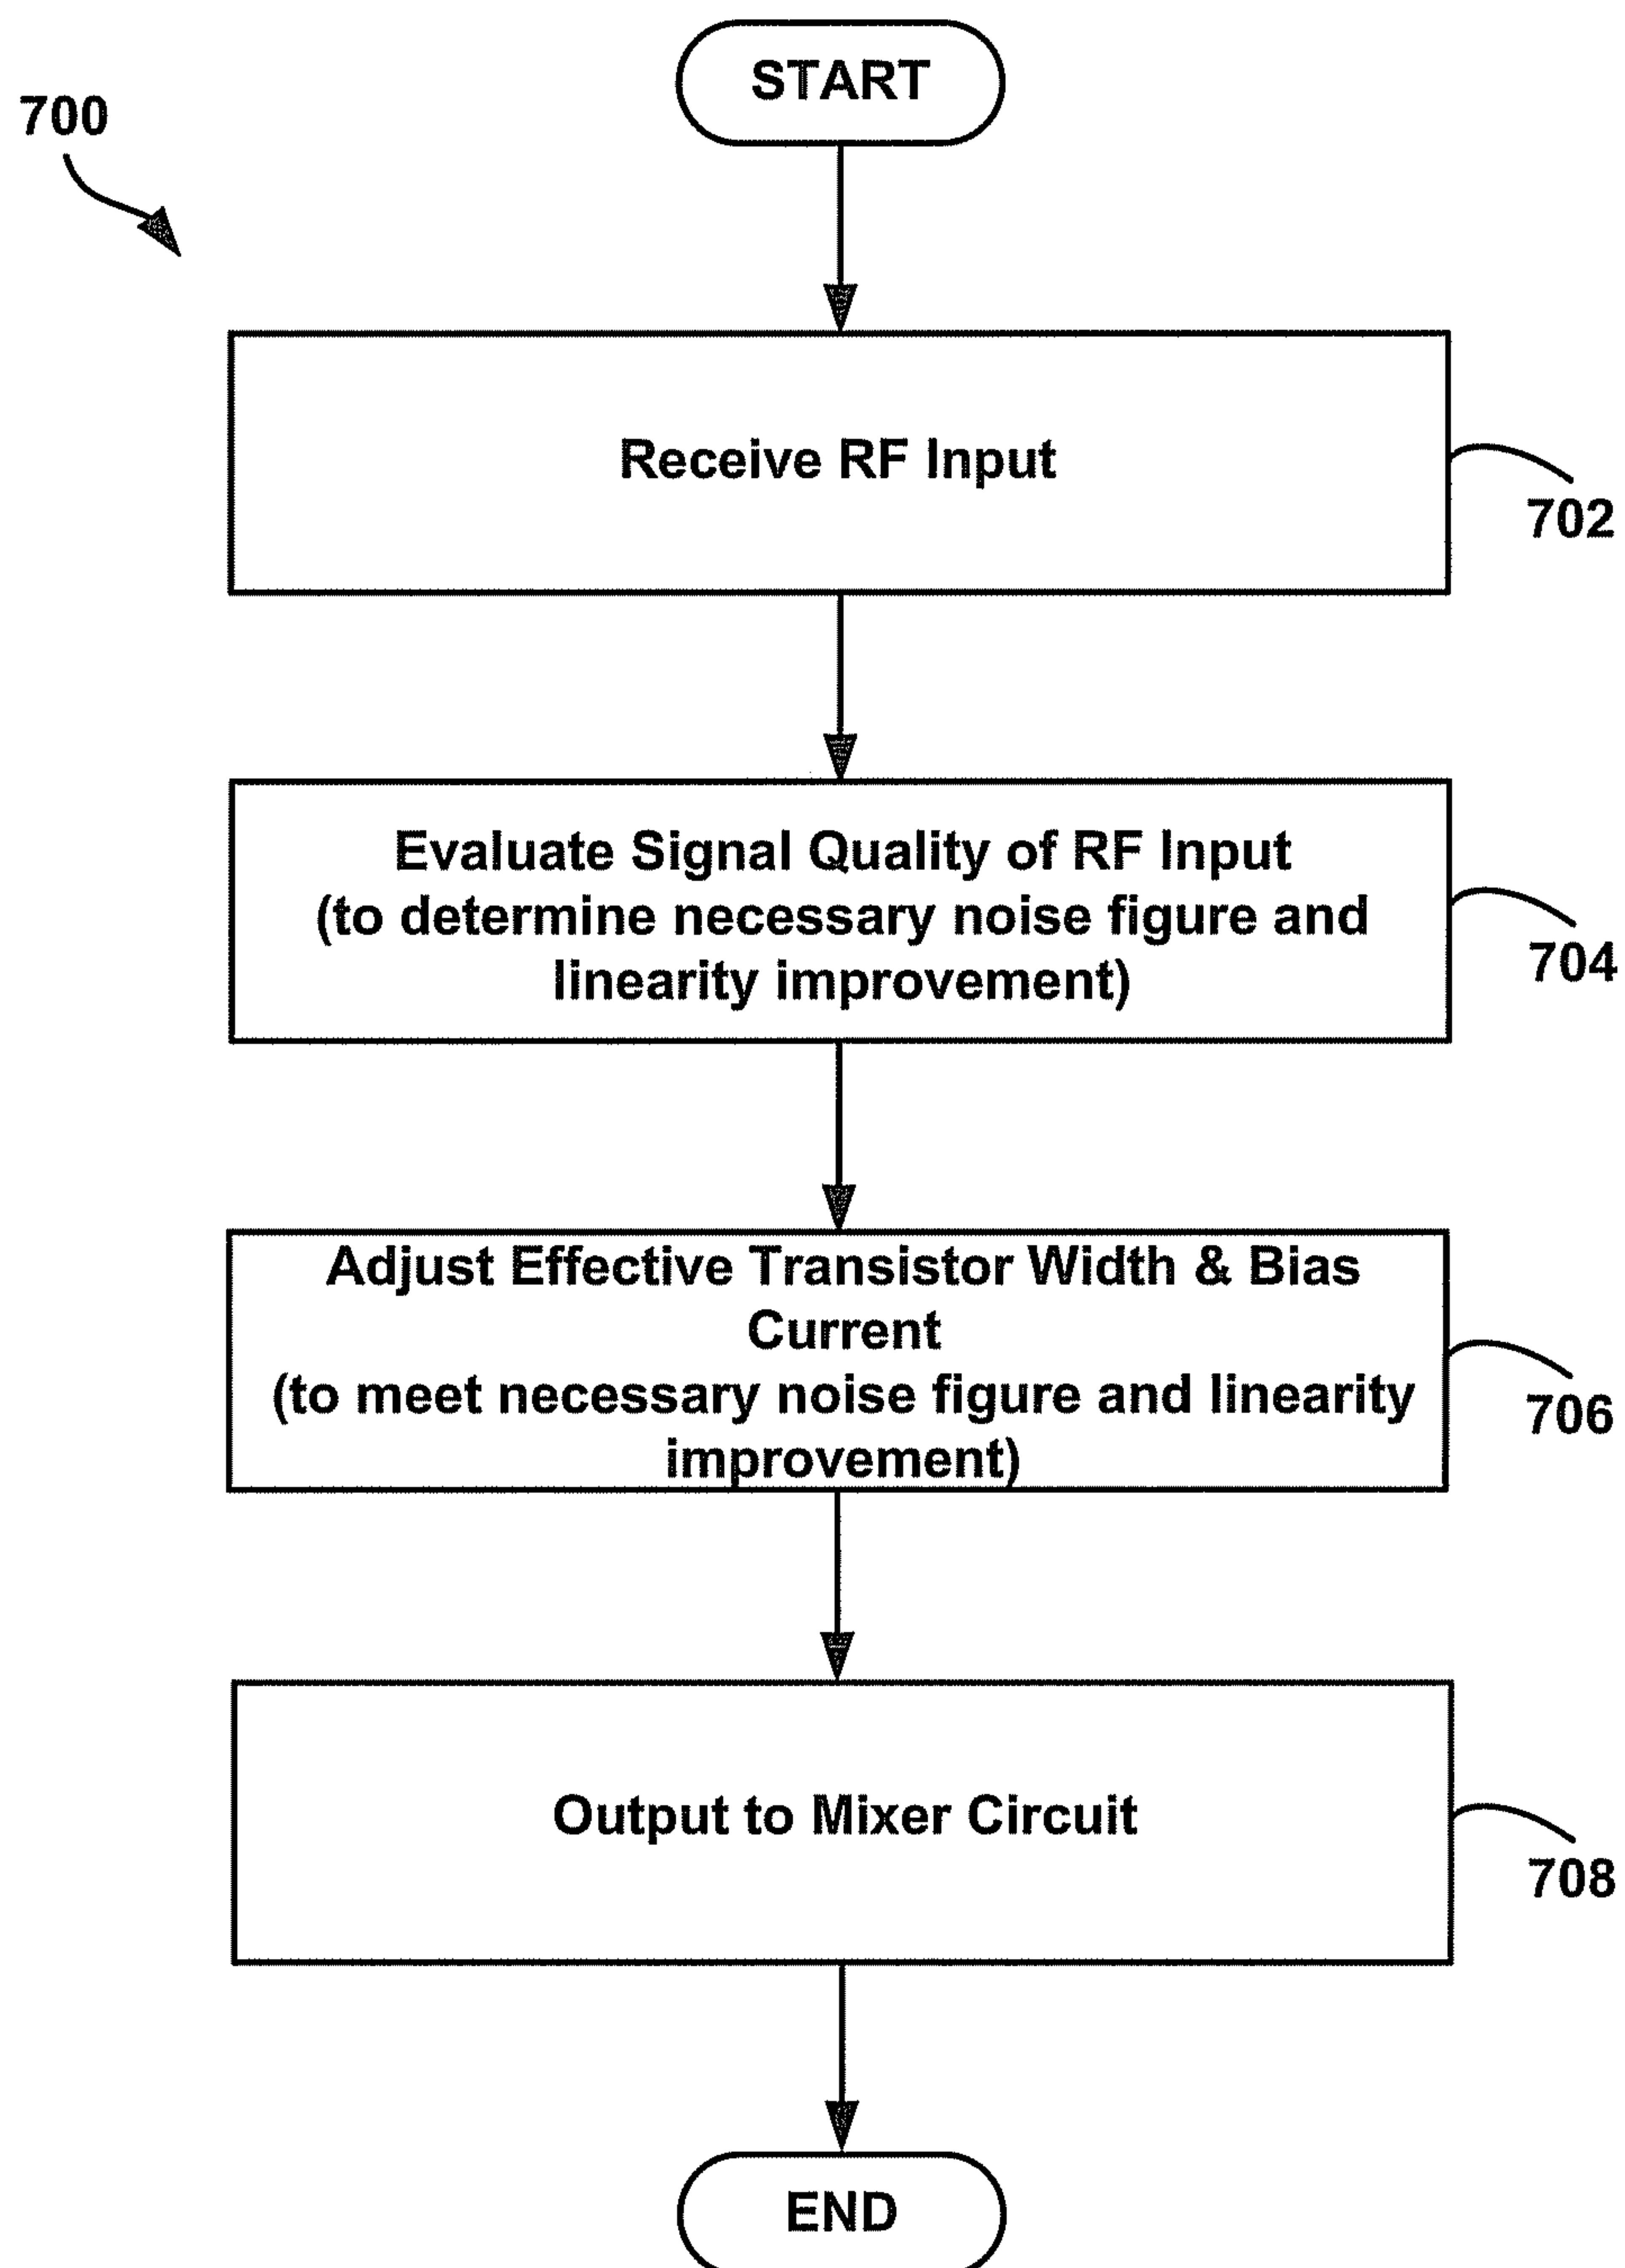 START
700
Receive RF Input
702
Evaluate Signal Quality of RF Input
(to determine necessary noise figure and
linearity improvement)
704
Adjust Effective Transistor Width & Bias
Current
(to meet necessary noise figure and linearity
improvement)
706
Output to Mixer Circuit
708
END